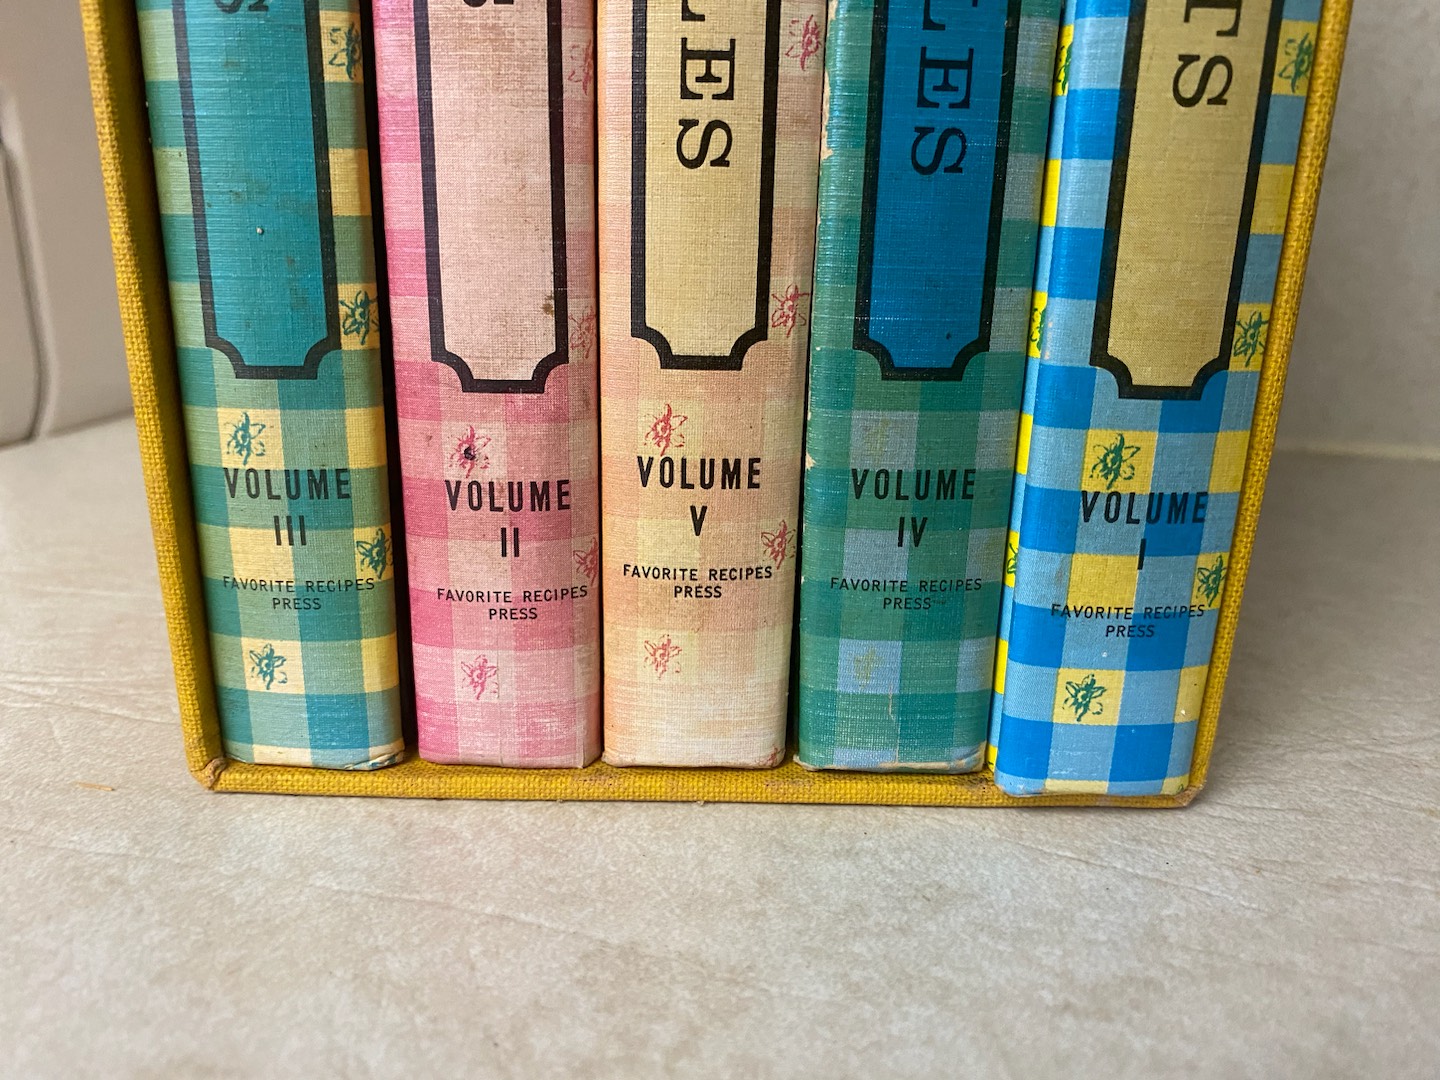 S
VOLUME
III
FAVORITE RECIPES
PRESS
S
VOLUME
II
FAVORITE RECIPES
PRESS
LES
VOLUME
V
FAVORITE RECIPES
PRESS
LES
VOLUME
IV
FAVORITE RECIPES
PRESS
TS
VOLUME
I
FAVORITE RECIPES
PRESS